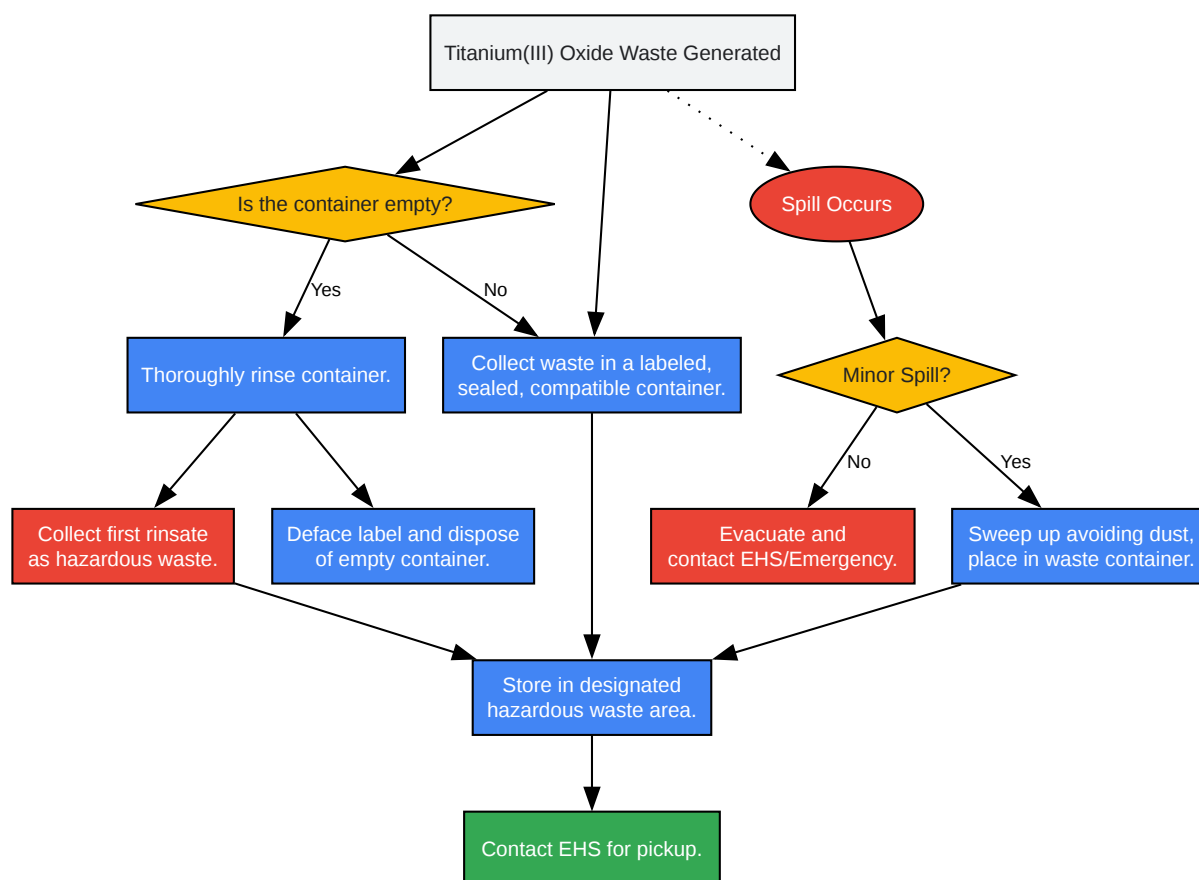 Titanium(III) Oxide Waste Generated
Is the container empty?
Spill Occurs
Yes
No
Thoroughly rinse container.
Collect waste in a labeled,
sealed, compatible container.
Minor Spill?
No
Yes
Collect first rinsate
as hazardous waste.
Deface label and dispose
of empty container.
Evacuate and
contact EHS/Emergency.
Sweep up avoiding dust,
place in waste container.
Store in designated
hazardous waste area.
Contact EHS for pickup.